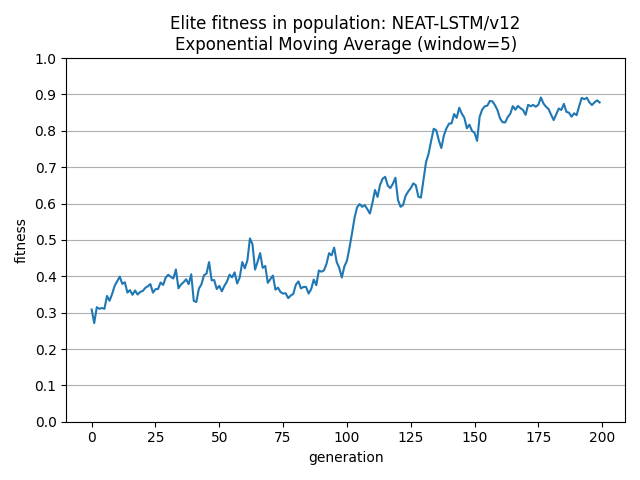 Elite fitness in population: NEAT-LSTM/v12
Exponential Moving Average (window=5)
1.0
0.9
0.8
0.7
0.6
0.5
0.4
0.3
0.2
0.1
0.0
fitness
0 25 50 75 100 125 150 175 200
generation